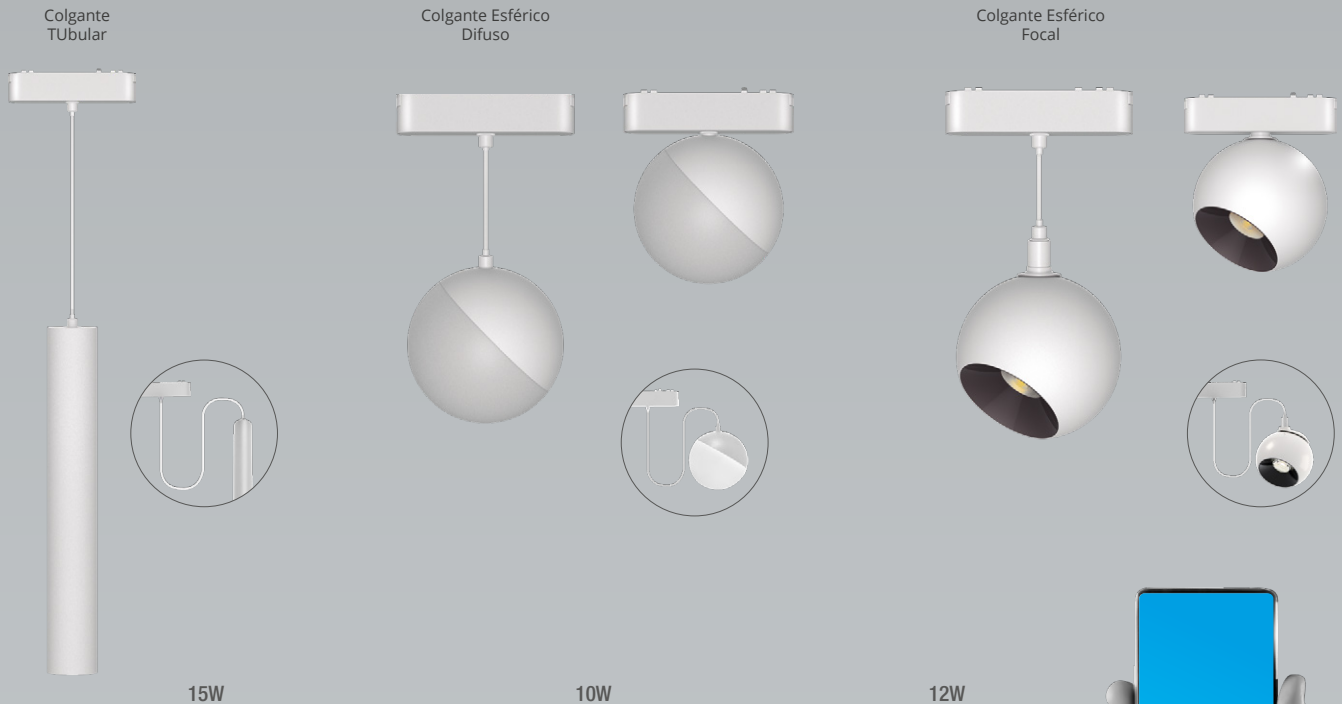 Colgante
TUbular
Colgante Esférico
Difuso
Colgante Esférico
Focal
15W
10W
12W